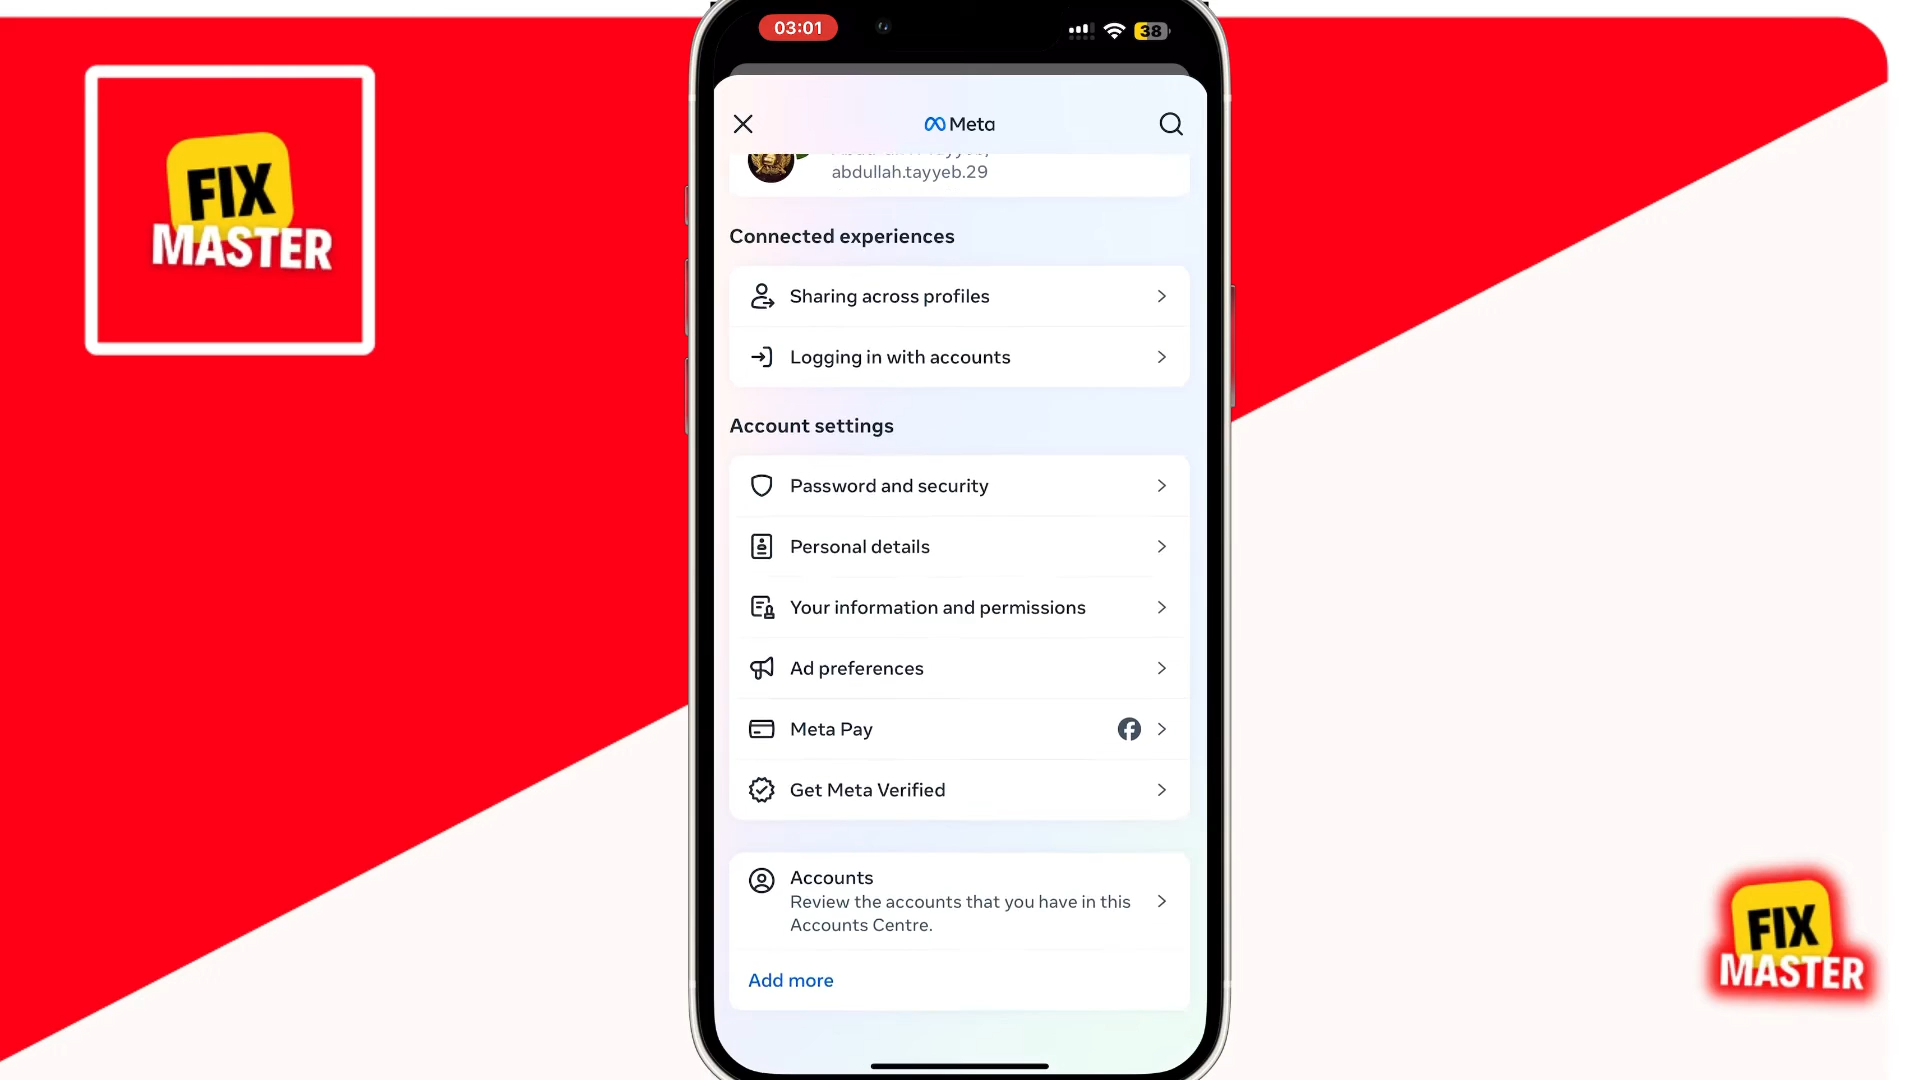 03:01
38
FIX
MASTER
Meta
abdullah.tayyeb.29
Connected experiences
Sharing across profiles
Logging in with accounts
Account settings
Password and security
Personal details
Your information and permissions
Ad preferences
Meta Pay
Get Meta Verified
Accounts
Review the accounts that you have in this
Accounts Centre.
Add more
FIX
MASTER